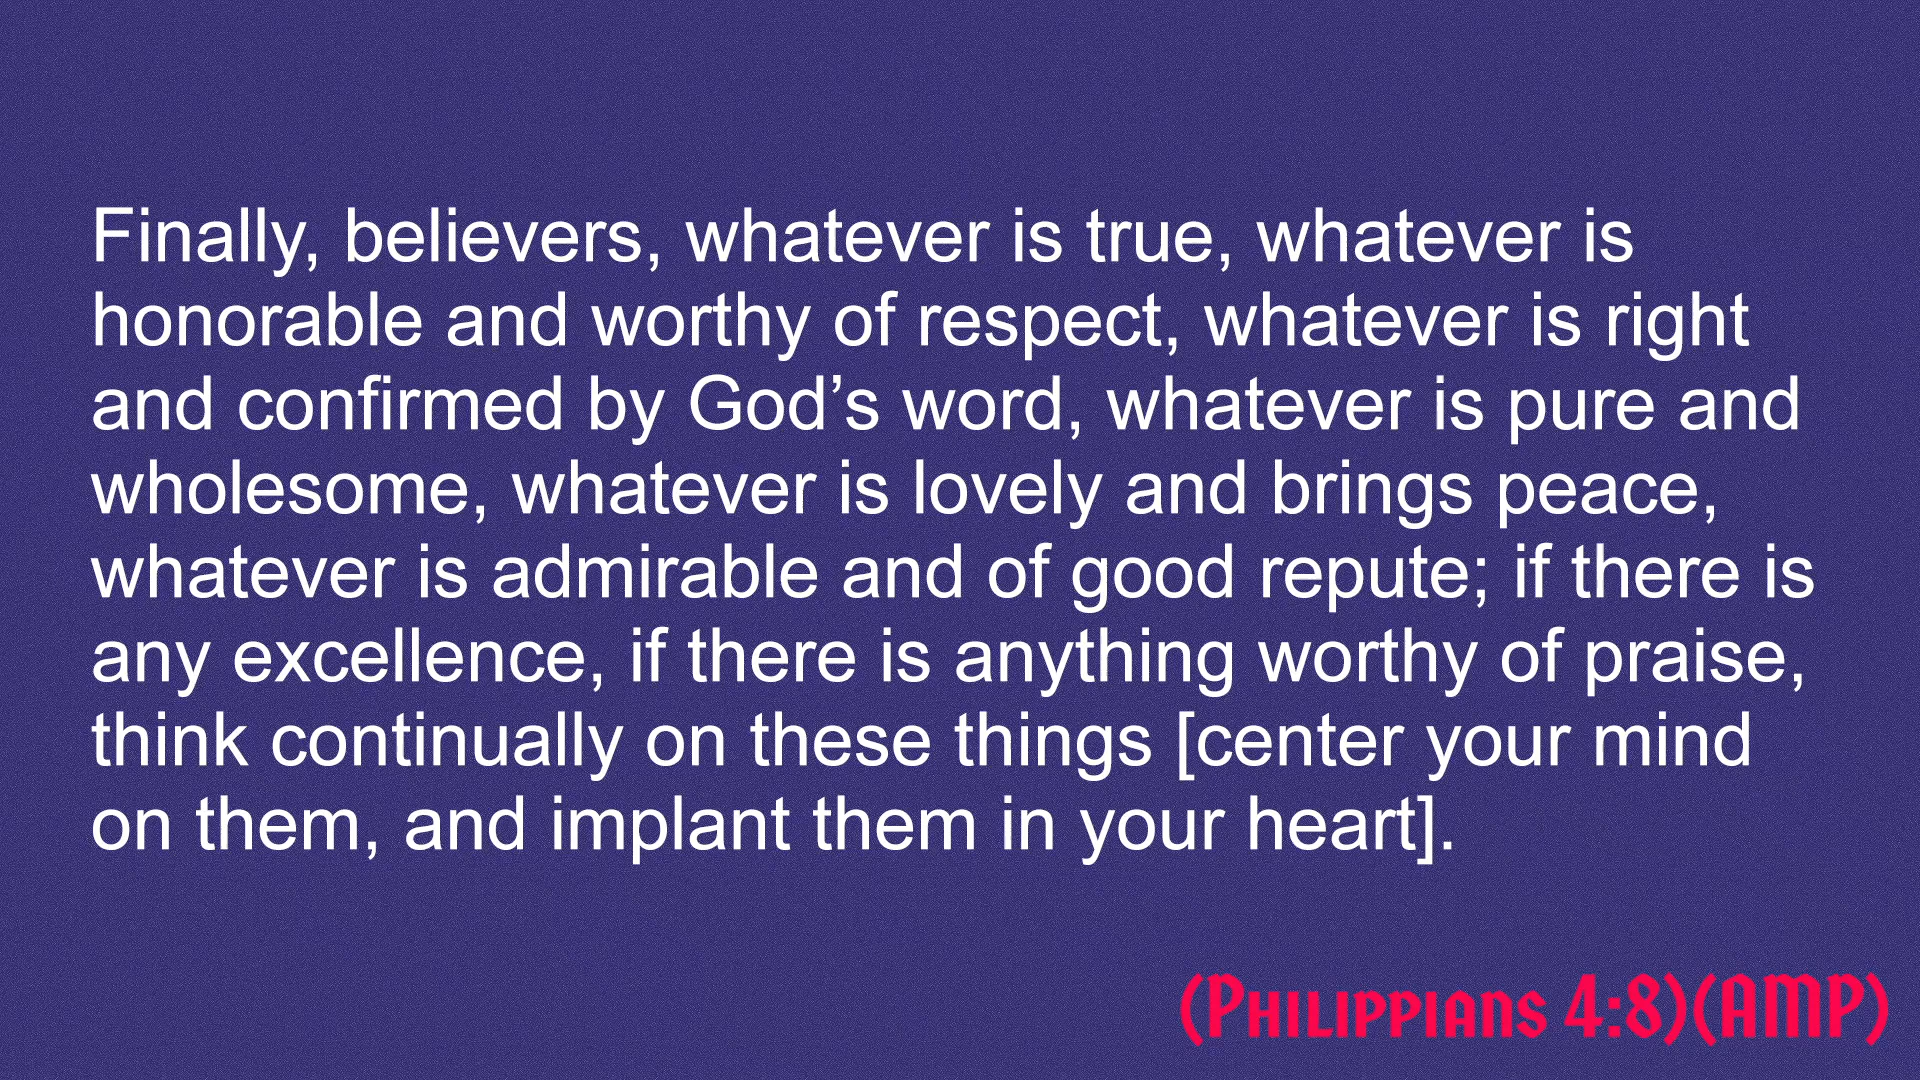 Finally, believers, whatever is true, whatever is
honorable and worthy of respect, whatever is right
and confirmed by God’s word, whatever is pure and
wholesome, whatever is lovely and brings peace,
whatever is admirable and of good repute; if there is
any excellence, if there is anything worthy of praise,
think continually on these things [center your mind
on them, and implant them in your heart].
(Philippians 4:8)(AMP)